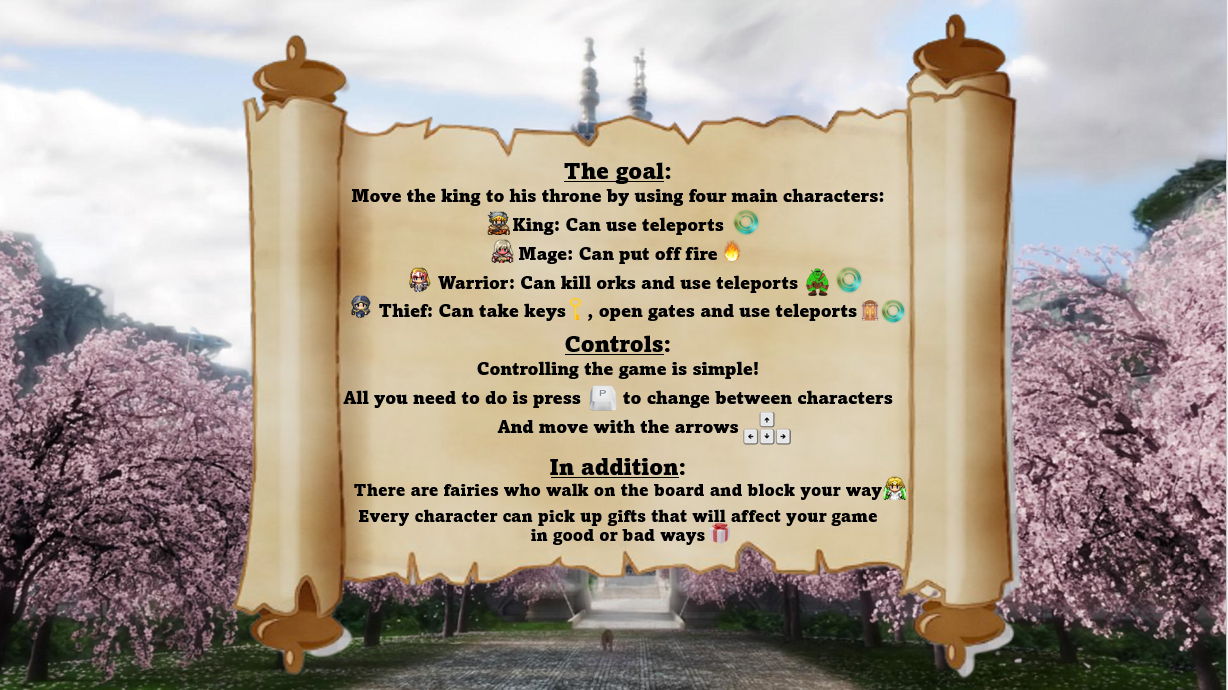 The goal:
Move the king to his throne by using four main characters:
King: Can use teleports
Mage: Can put off fire
Warrior: Can kill orks and use teleports
Thief: Can take keys , open gates and use teleports
Controls:
Controlling the game is simple!
All you need to do is press P to change between characters
And move with the arrows
In addition:
There are fairies who walk on the board and block your way
Every character can pick up gifts that will affect your game
in good or bad ways